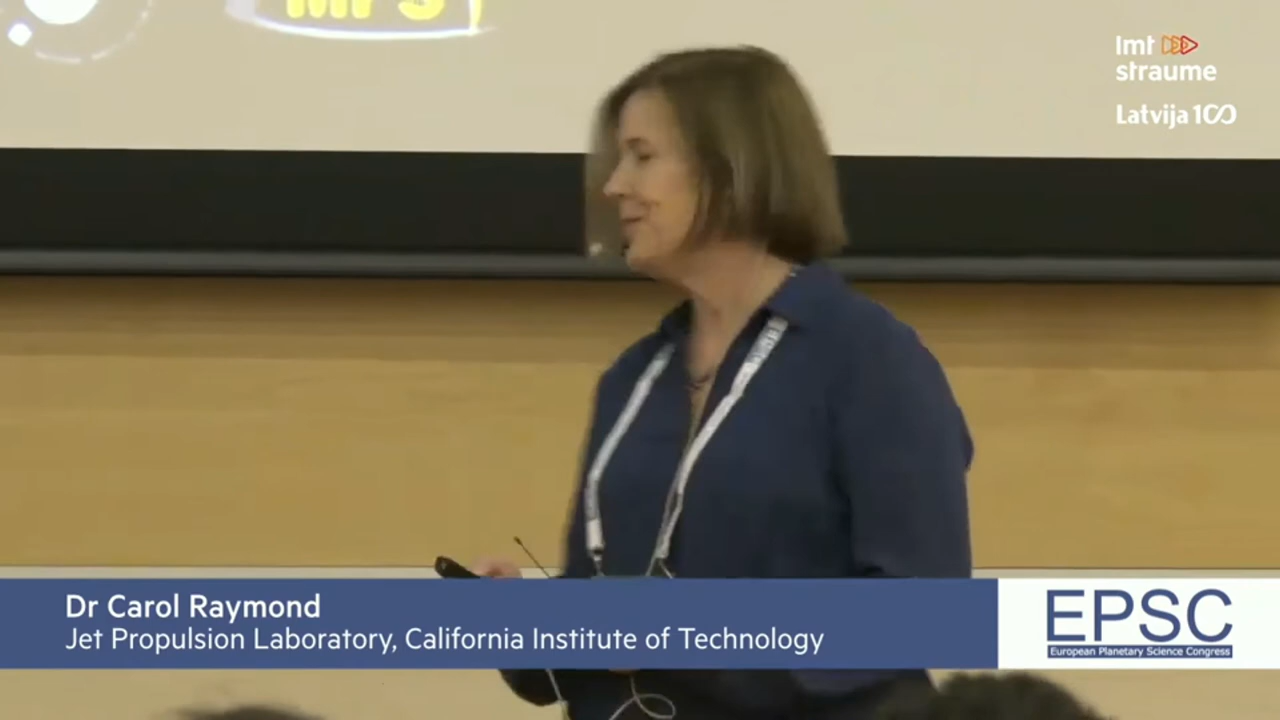 MPS
lmt
straume
Latvija 100
Dr Carol Raymond
Jet Propulsion Laboratory, California Institute of Technology
EPSC
European Planetary Science Congress